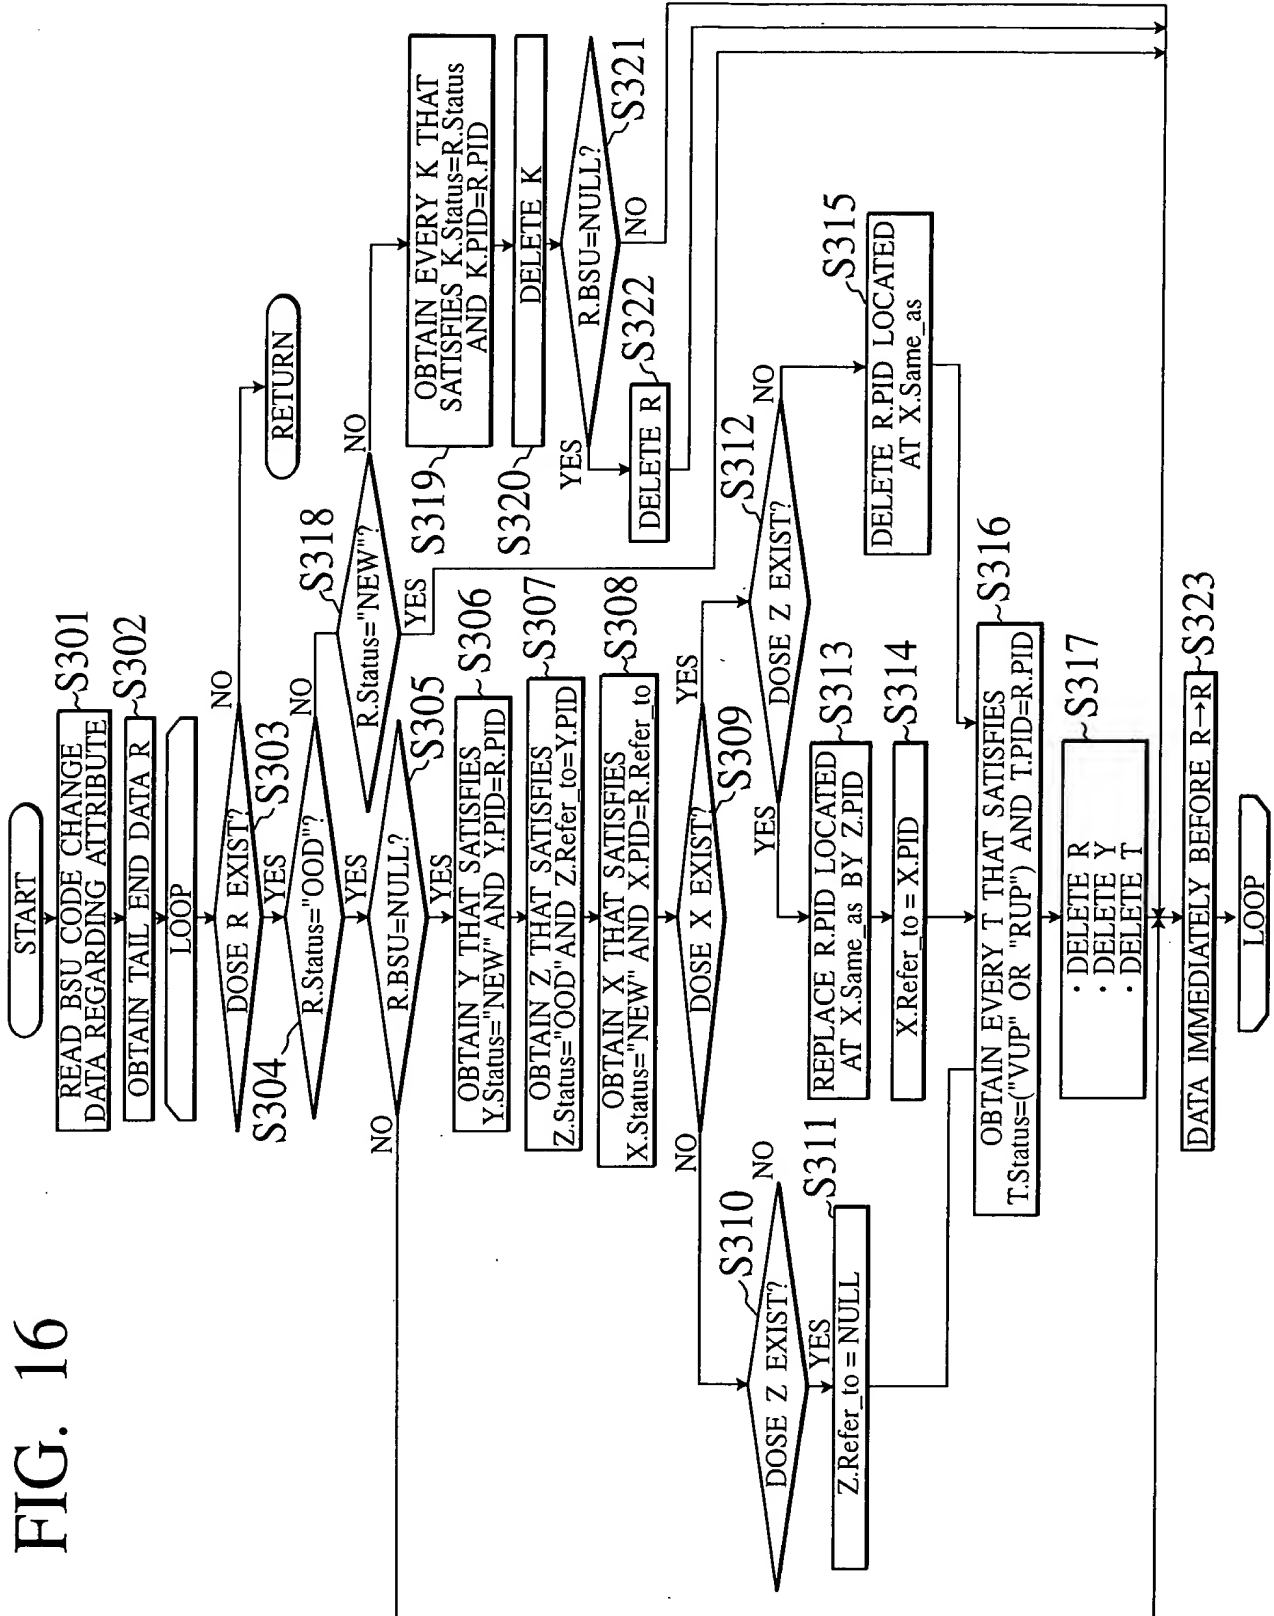 FIG. 16
START
READ BSU CODE CHANGE
DATA REGARDING ATTRIBUTE
S301
OBTAIN TAIL END DATA R
S302
LOOP
DOSE R EXIST?
S303
NO
YES
RETURN
R.Status="OOD"?
S304
NO
YES
R.Status="NEW"?
S318
NO
YES
R.BSU=NULL?
S305
NO
YES
OBTAIN Y THAT SATISFIES
Y.Status="NEW" AND Y.PID=R.PID
S306
OBTAIN Z THAT SATISFIES
Z.Status="OOD" AND Z.Refer_to=Y.PID
S307
OBTAIN X THAT SATISFIES
X.Status="NEW" AND X.PID=R.Refer_to
S308
DOSE X EXIST?
S309
NO
YES
DOSE Z EXIST?
S310
NO
YES
Z.Refer_to = NULL
S311
DOSE Z EXIST?
S312
NO
YES
REPLACE R.PID LOCATED
AT X.Same_as BY Z.PID
S313
X.Refer_to = X.PID
S314
DELETE R.PID LOCATED
AT X.Same_as
S315
OBTAIN EVERY T THAT SATISFIES
T.Status=("VUP" OR "RUP") AND T.PID=R.PID
S316
・DELETE R
・DELETE Y
・DELETE T
S317
OBTAIN EVERY K THAT
SATISFIES K.Status=R.Status
AND K.PID=R.PID
S319
DELETE K
S320
R.BSU=NULL?
S321
NO
YES
DELETE R
S322
DATA IMMEDIATELY BEFORE R→R
S323
LOOP